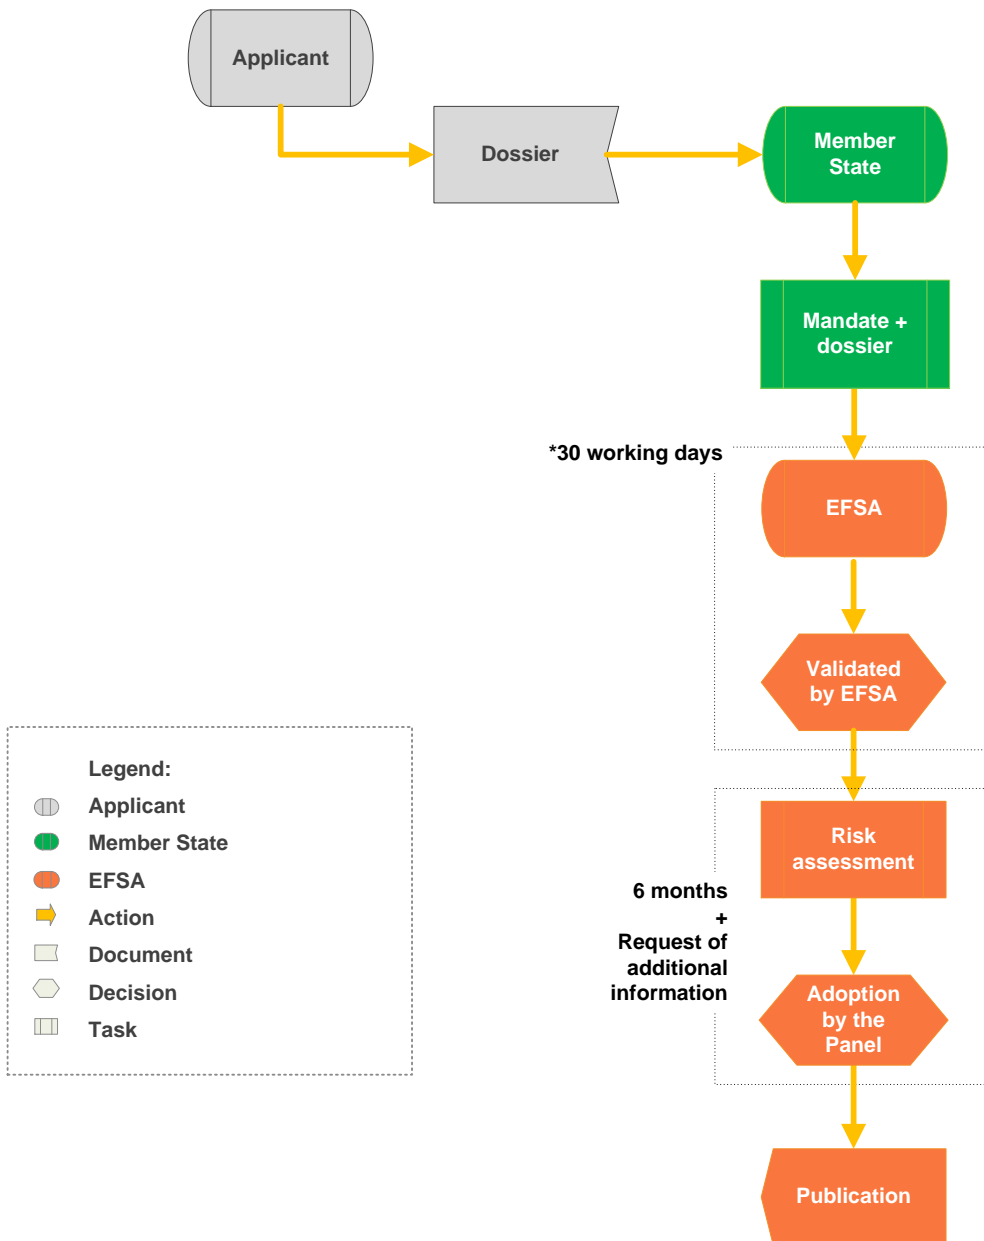 Applicant
Dossier
Member
State
Mandate +
dossier
*30 working days
EFSA
Validated
by EFSA
Legend:
Applicant
Member State
EFSA
Action
Document
Decision
Task
Risk
assessment
6 months
+
Request of
additional
information
Adoption
by the
Panel
Publication